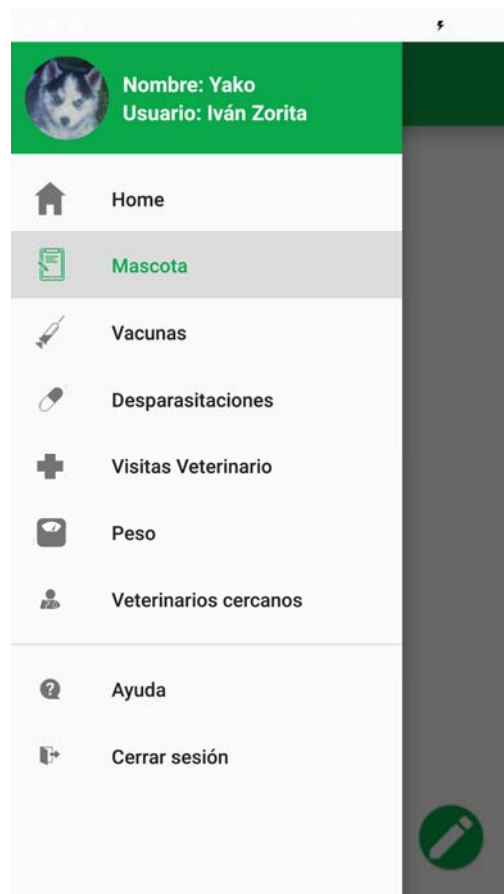 Nombre: Yako
Usuario: Iván Zorita
Home
Mascota
Vacunas
Desparasitaciones
Visitas Veterinario
Peso
Veterinarios cercanos
Ayuda
Cerrar sesión